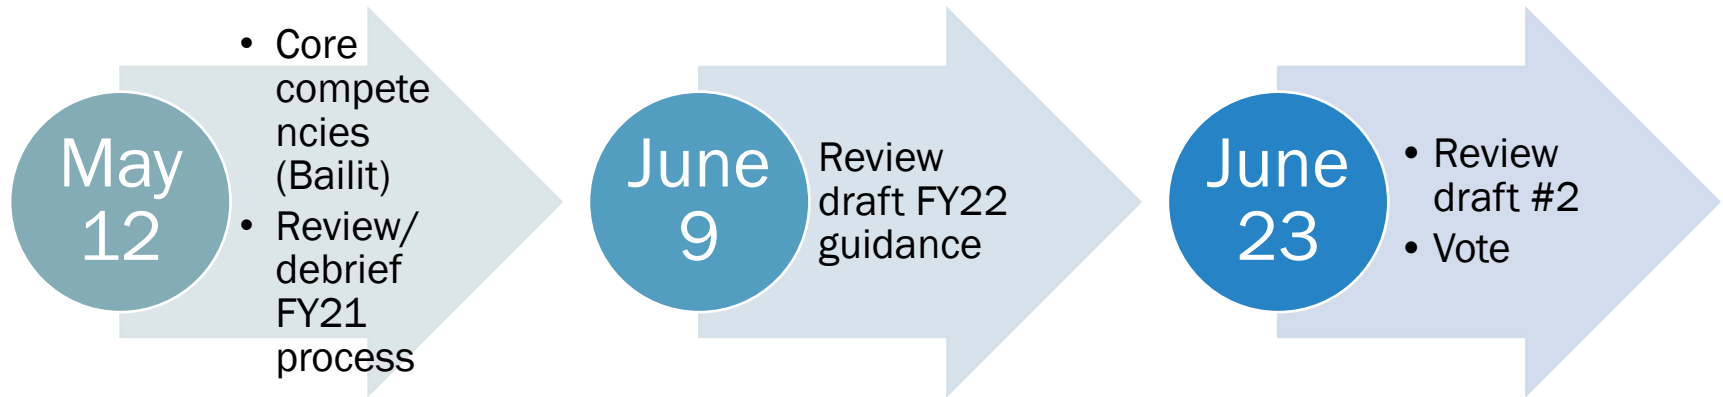 May
12
• Core
compete
ncies
(Bailit)
• Review/
debrief
FY21
process
June
9
Review
draft FY22
guidance
June
23
• Review
draft #2
• Vote